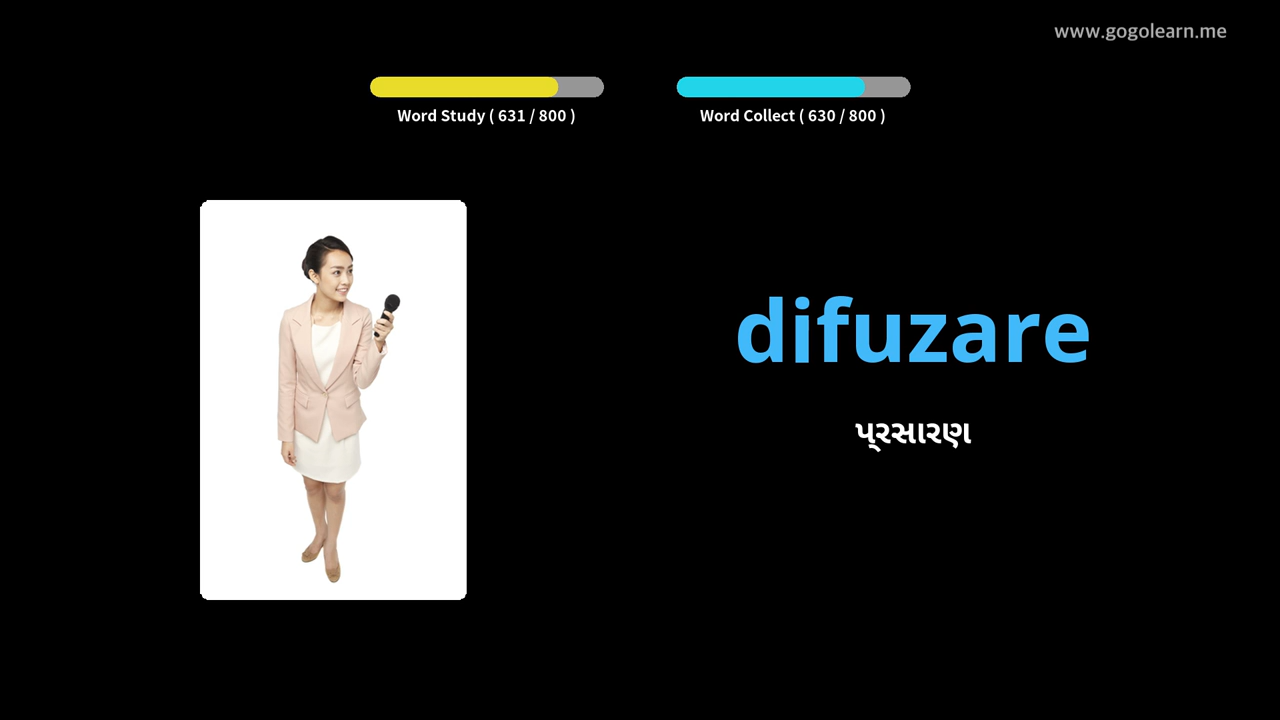 www.gogolearn.me
Word Study ( 631 / 800 )
Word Collect ( 630 / 800 )
difuzare
પ્રસારણ